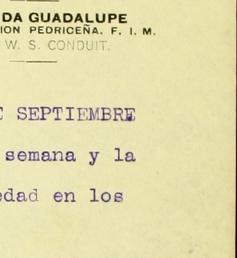 DA GUADALUPE
ION PEDRICEÑA, F. I. M.
W. S. CONDUIT.
E SEPTIEMBRE
semana y la
edad en los